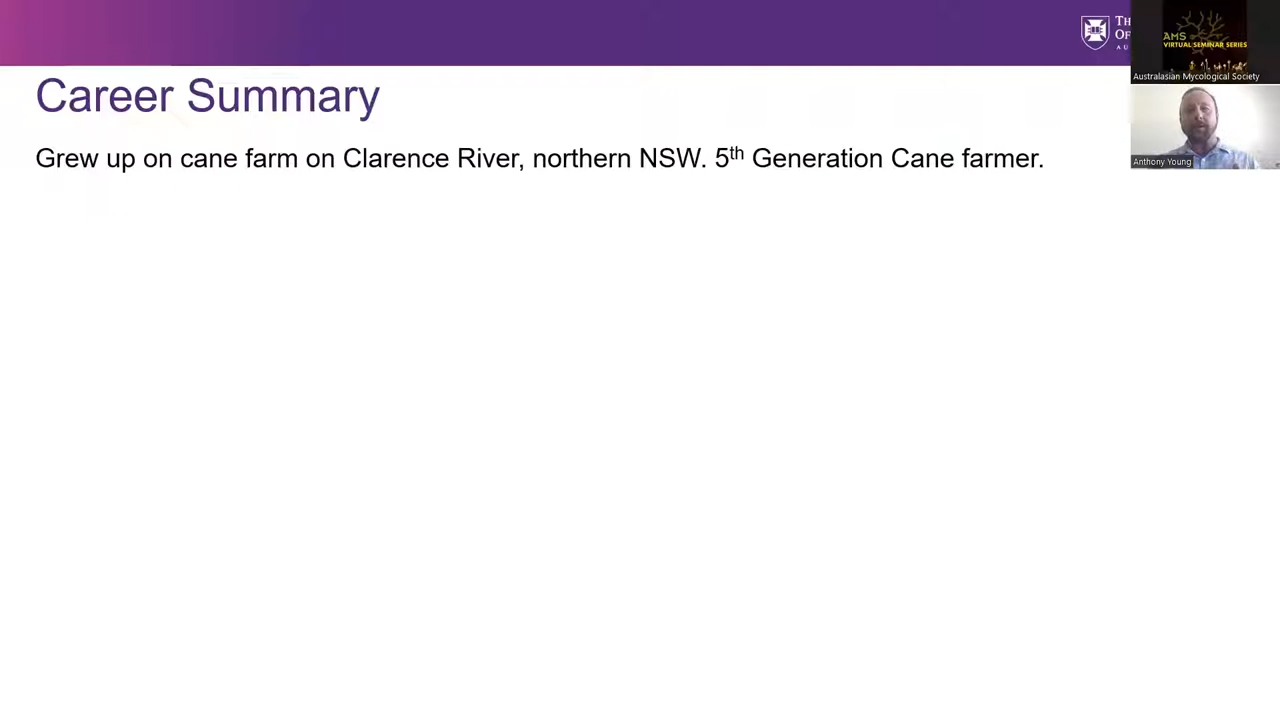 Career Summary
Grew up on cane farm on Clarence River, northern NSW. 5th Generation Cane farmer.
AMS
VIRTUAL SEMINAR SERIES
Australasian Mycological Society
Anthony Young